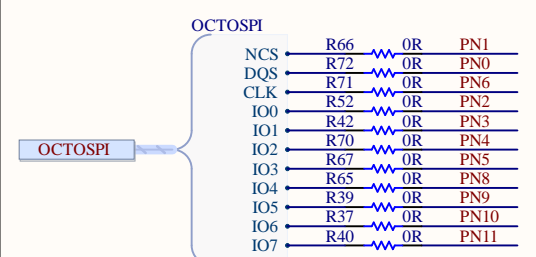 OCTOSPI
NCS R66 0R PN1
DQS R72 0R PN0
CLK R71 0R PN6
IO0 R52 0R PN2
IO1 R42 0R PN3
IO2 R70 0R PN4
OCTOSPI
IO3 R67 0R PN5
IO4 R65 0R PN8
IO5 R39 0R PN9
IO6 R37 0R PN10
IO7 R40 0R PN11